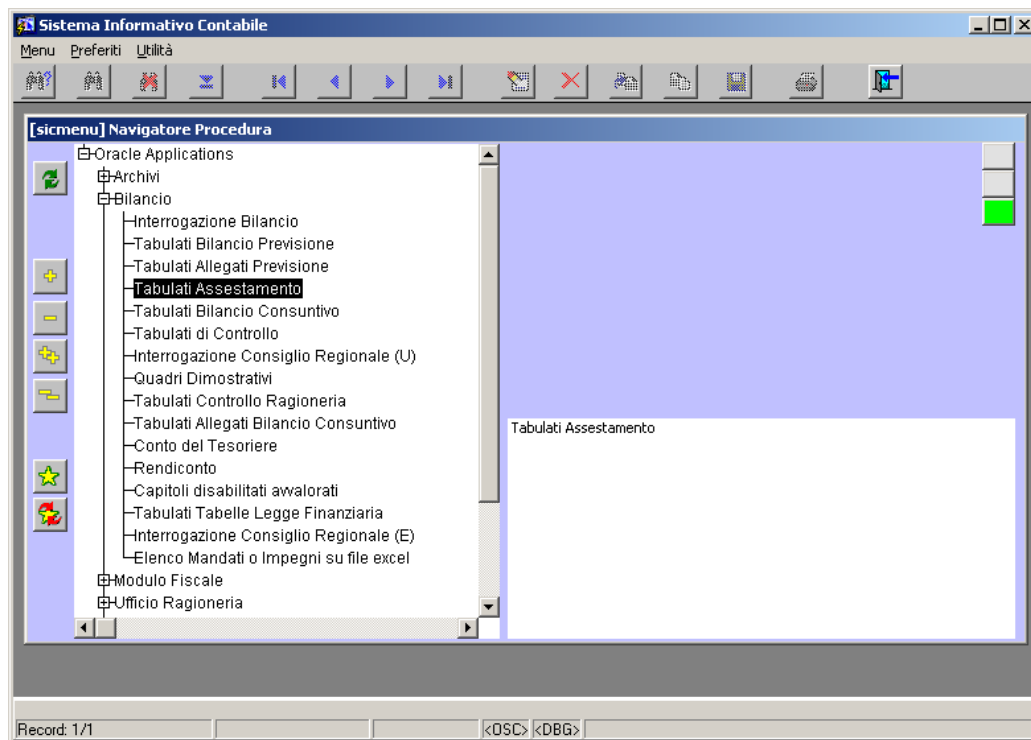 Sistema Informativo Contabile
Menu Preferiti Utilità
[sicmenu] Navigatore Procedura
Oracle Applications
Archivi
Bilancio
Interrogazione Bilancio
Tabulati Bilancio Previsione
Tabulati Allegati Previsione
Tabulati Assestamento
Tabulati Bilancio Consuntivo
Tabulati di Controllo
Interrogazione Consiglio Regionale (U)
Quadri Dimostrativi
Tabulati Controllo Ragioneria
Tabulati Allegati Bilancio Consuntivo
Conto del Tesoriere
Rendiconto
Capitoli disabilitati avvalorati
Tabulati Tabelle Legge Finanziaria
Interrogazione Consiglio Regionale (E)
Elenco Mandati o Impegni su file excel
Modulo Fiscale
Ufficio Ragioneria
Tabulati Assestamento
Record: 1/1 <OSC> <DBG>